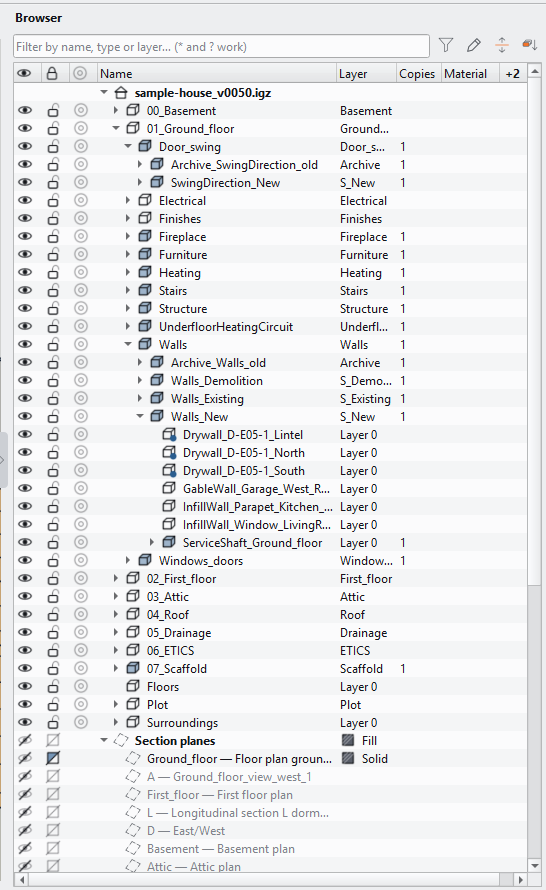 Browser
Filter by name, type or layer... (* and ? work)
Name Layer Copies Material +2
sample-house_v0050.igz
00_Basement Basement
01_Ground_floor Ground...
Door_swing Door_s... 1
Archive_SwingDirection_old Archive 1
SwingDirection_New S_New 1
Electrical Electrical
Finishes Finishes
Fireplace Fireplace 1
Furniture Furniture 1
Heating Heating 1
Stairs Stairs 1
Structure Structure 1
UnderfloorHeatingCircuit Underfl... 1
Walls Walls 1
Archive_Walls_old Archive 1
Walls_Demolition S_Demo... 1
Walls_Existing S_Existing 1
Walls_New S_New 1
Drywall_D-E05-1_Lintel Layer 0
Drywall_D-E05-1_North Layer 0
Drywall_D-E05-1_South Layer 0
GableWall_Garage_West_R... Layer 0
InfillWall_Parapet_Kitchen_... Layer 0
InfillWall_Window_LivingR... Layer 0
ServiceShaft_Ground_floor Layer 0 1
Windows_doors Window... 1
02_First_floor First_floor
03_Attic Attic
04_Roof Roof
05_Drainage Drainage
06_ETICS ETICS
07_Scaffold Scaffold 1
Floors Layer 0
Plot Plot
Surroundings Layer 0
Section planes Fill
Ground_floor — Floor plan groun... Solid
A — Ground_floor_view_west_1
First_floor — First floor plan
L — Longitudinal section L dorm...
D — East/West
Basement — Basement plan
Attic — Attic plan